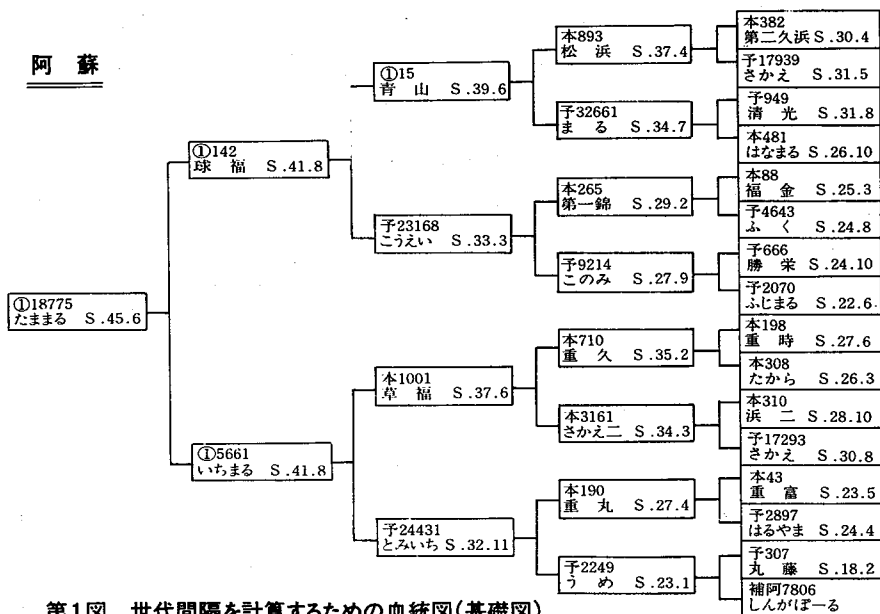 阿蘇
①18775
たままる S.45.6
①142
球福 S.41.8
①5661
いちまる S.41.8
①15
青山 S.39.6
予23168
こうえい S.33.3
本1001
草福 S.37.6
予24431
とみいち S.32.11
本893
松浜 S.37.4
予32661
まる S.34.7
本265
第一錦 S.29.2
予9214
このみ S.27.9
本710
重久 S.35.2
本3161
さかえ二 S.34.3
本190
重丸 S.27.4
予2249
うめ S.23.1
本382
第二久浜 S.30.4
予17939
さかえ S.31.5
予949
清光 S.31.8
本481
はなまる S.26.10
本88
福金 S.25.3
予4643
ふく S.24.8
予666
勝栄 S.24.10
予2070
ふじまる S.22.6
本198
重時 S.27.6
本308
たから S.26.3
本310
浜二 S.28.10
予17293
さかえ S.30.8
本43
重富 S.23.5
予2897
はるやま S.24.4
予307
丸藤 S.18.2
補阿7806
しんがぽーる
第1図 世代間隔を計算するための血統図(基礎図)